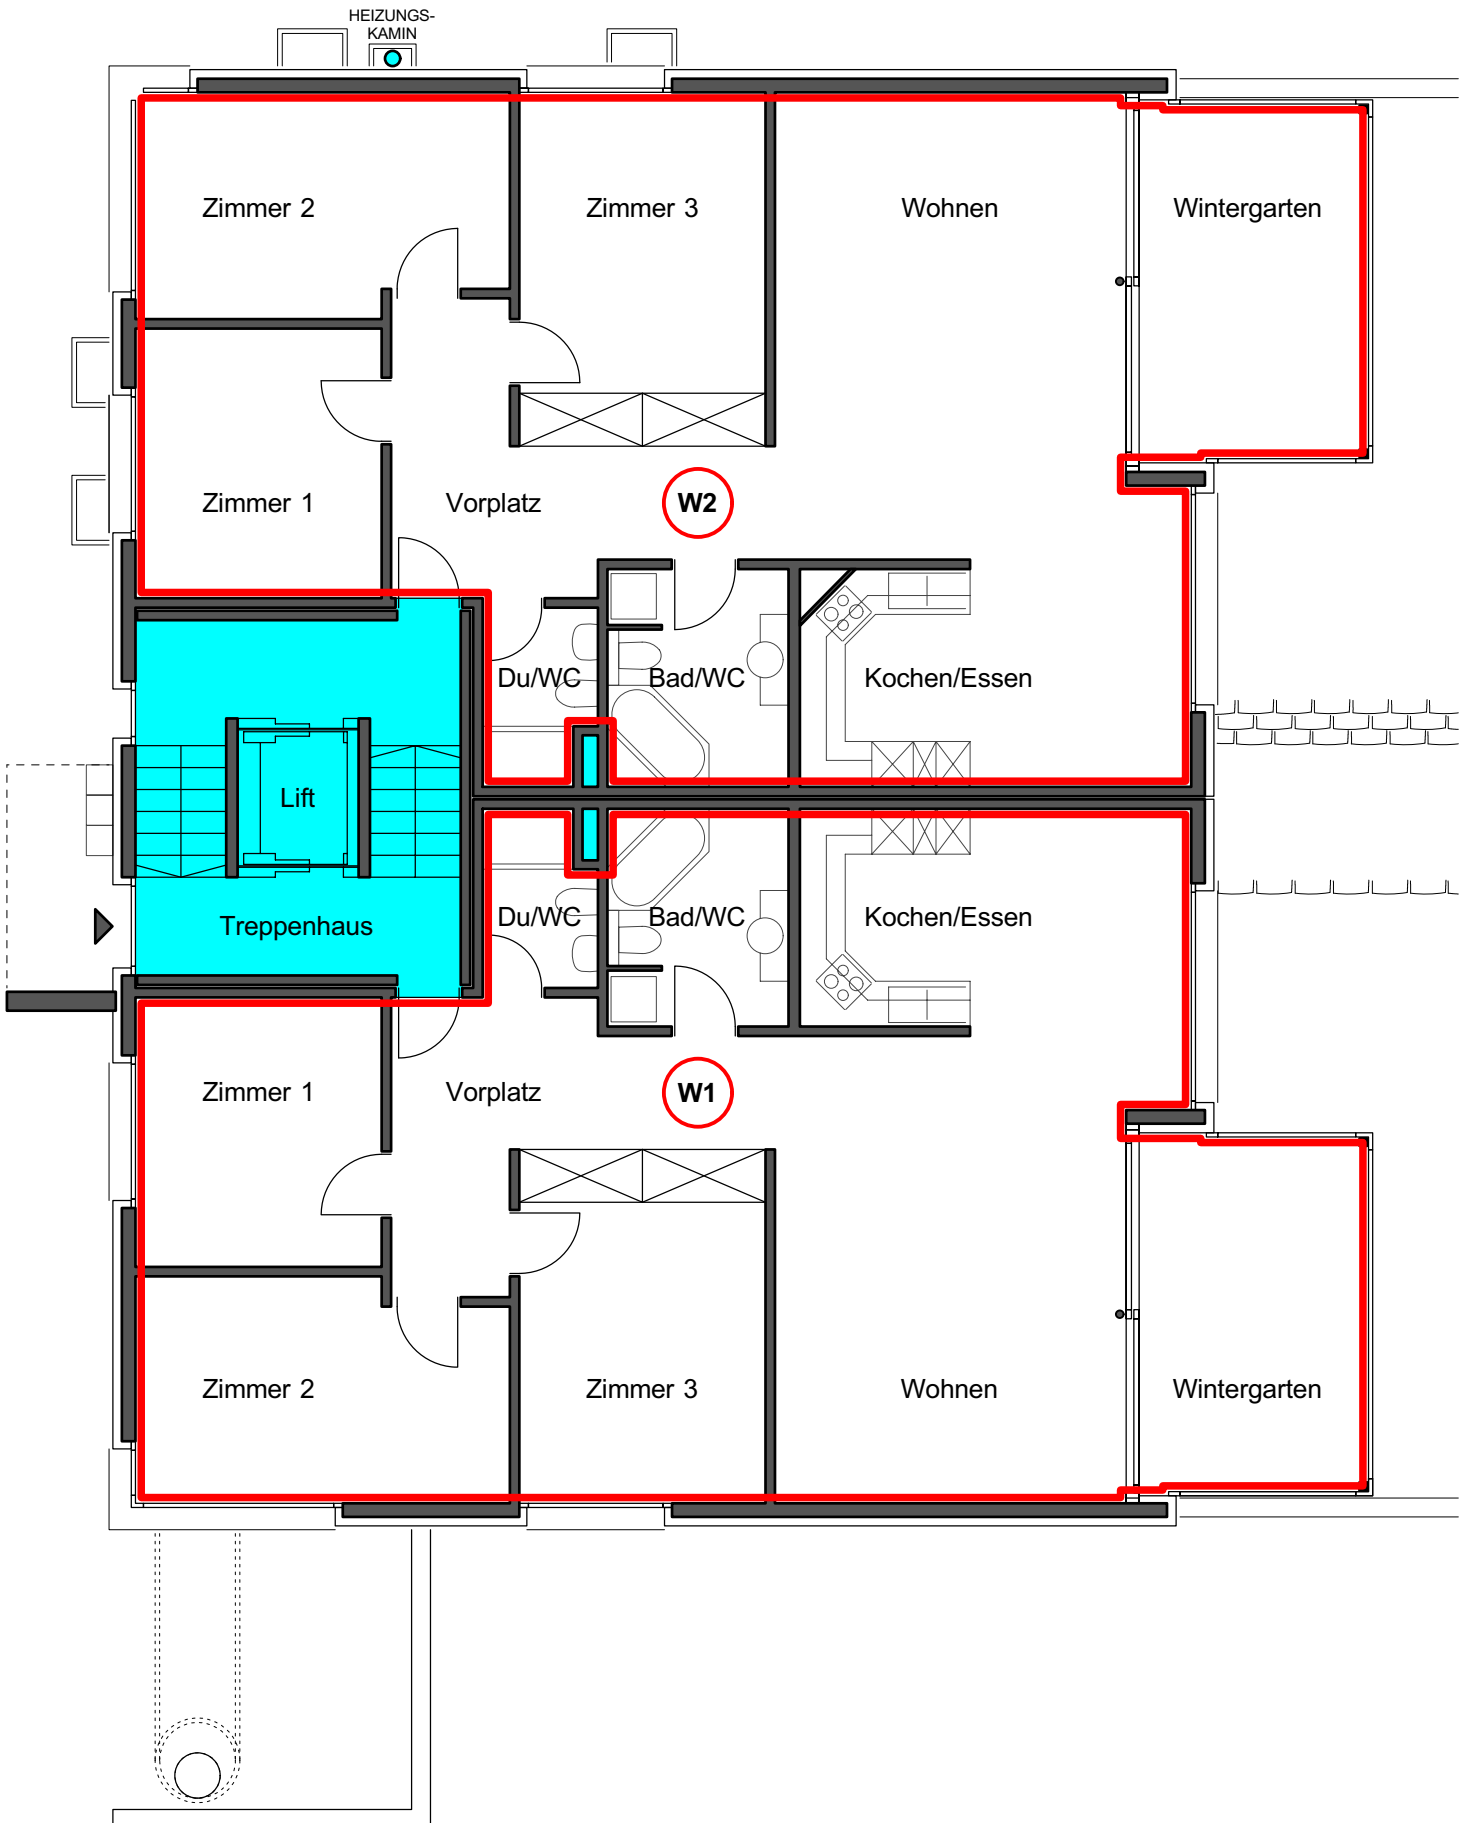 HEIZUNGS-
KAMIN
Zimmer 2
Zimmer 3
Wohnen
Wintergarten
Zimmer 1
Vorplatz
W2
Du/WC
Bad/WC
Kochen/Essen
Lift
Treppenhaus
Du/WC
Bad/WC
Kochen/Essen
Zimmer 1
Vorplatz
W1
Zimmer 2
Zimmer 3
Wohnen
Wintergarten